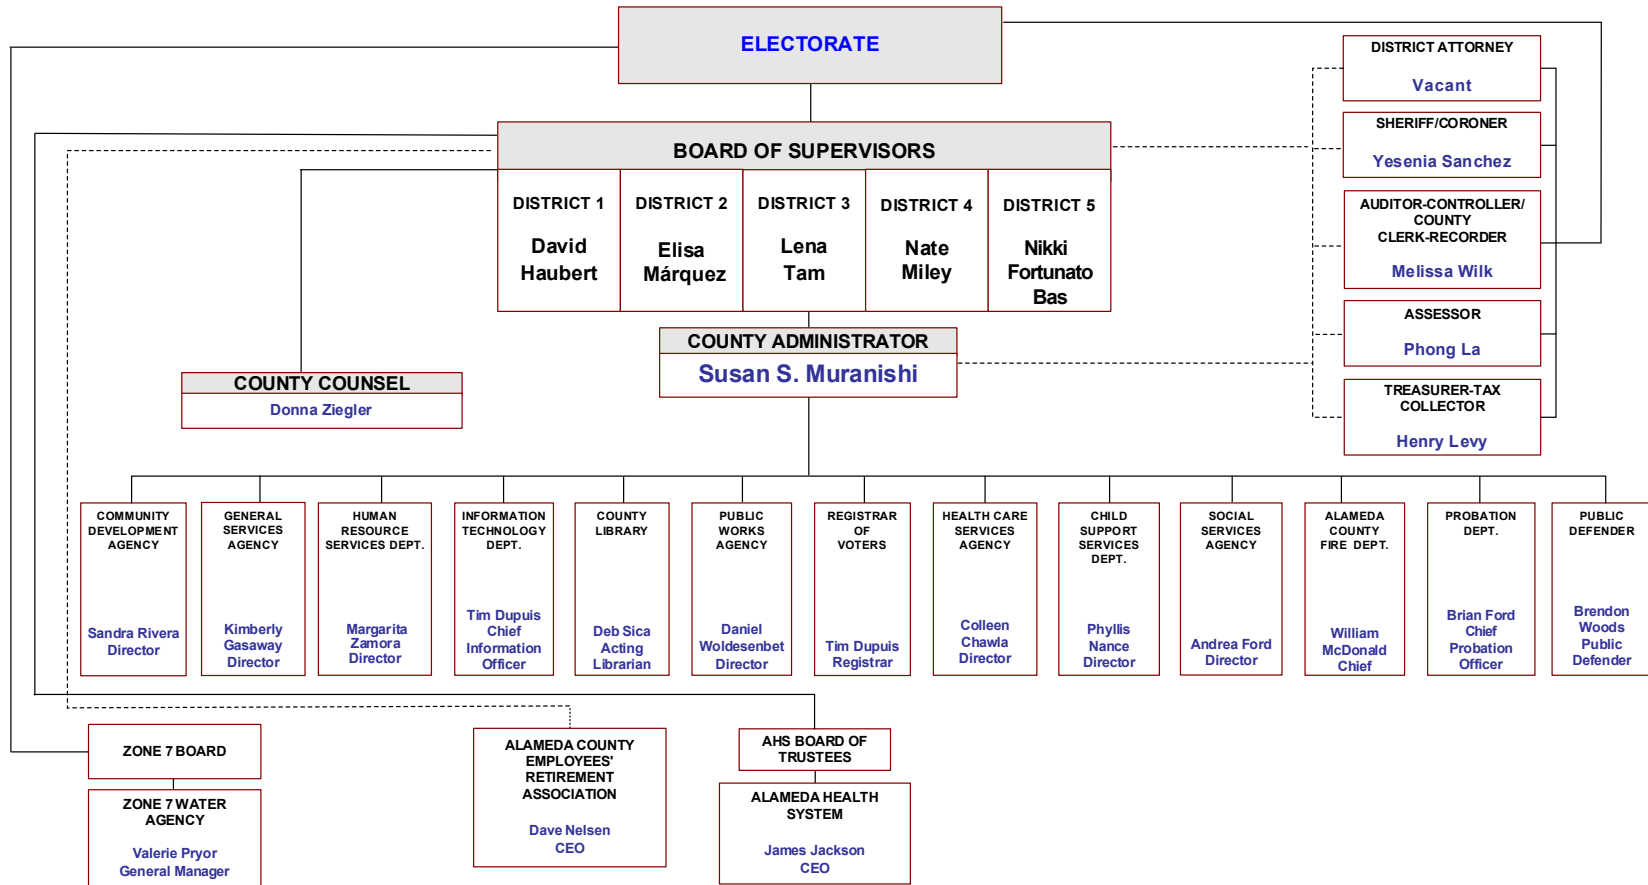 ELECTORATE
BOARD OF SUPERVISORS
DISTRICT 1
David
Haubert
DISTRICT 2
Elisa
Márquez
DISTRICT 3
Lena
Tam
DISTRICT 4
Nate
Miley
DISTRICT 5
Nikki
Fortunato
Bas
DISTRICT ATTORNEY
Vacant
SHERIFF/CORONER
Yesenia Sanchez
AUDITOR-CONTROLLER/
COUNTY
CLERK-RECORDER
Melissa Wilk
ASSESSOR
Phong La
TREASURER-TAX
COLLECTOR
Henry Levy
COUNTY ADMINISTRATOR
Susan S. Muranishi
COUNTY COUNSEL
Donna Ziegler
COMMUNITY
DEVELOPMENT
AGENCY
Sandra Rivera
Director
GENERAL
SERVICES
AGENCY
Kimberly
Gasaway
Director
HUMAN
RESOURCE
SERVICES DEPT.
Margarita
Zamora
Director
INFORMATION
TECHNOLOGY
DEPT.
Tim Dupuis
Chief
Information
Officer
COUNTY
LIBRARY
Deb Sica
Acting
Librarian
PUBLIC
WORKS
AGENCY
Daniel
Woldesenbet
Director
REGISTRAR
OF
VOTERS
Tim Dupuis
Registrar
HEALTH CARE
SERVICES
AGENCY
Colleen
Chawla
Director
CHILD
SUPPORT
SERVICES
DEPT.
Phyllis
Nance
Director
SOCIAL
SERVICES
AGENCY
Andrea Ford
Director
ALAMEDA
COUNTY
FIRE DEPT.
William
McDonald
Chief
PROBATION
DEPT.
Brian Ford
Chief
Probation
Officer
PUBLIC
DEFENDER
Brendon
Woods
Public
Defender
ZONE 7 BOARD
ZONE 7 WATER
AGENCY
Valerie Pryor
General Manager
ALAMEDA COUNTY
EMPLOYEES'
RETIREMENT
ASSOCIATION
Dave Nelsen
CEO
AHS BOARD OF
TRUSTEES
ALAMEDA HEALTH
SYSTEM
James Jackson
CEO